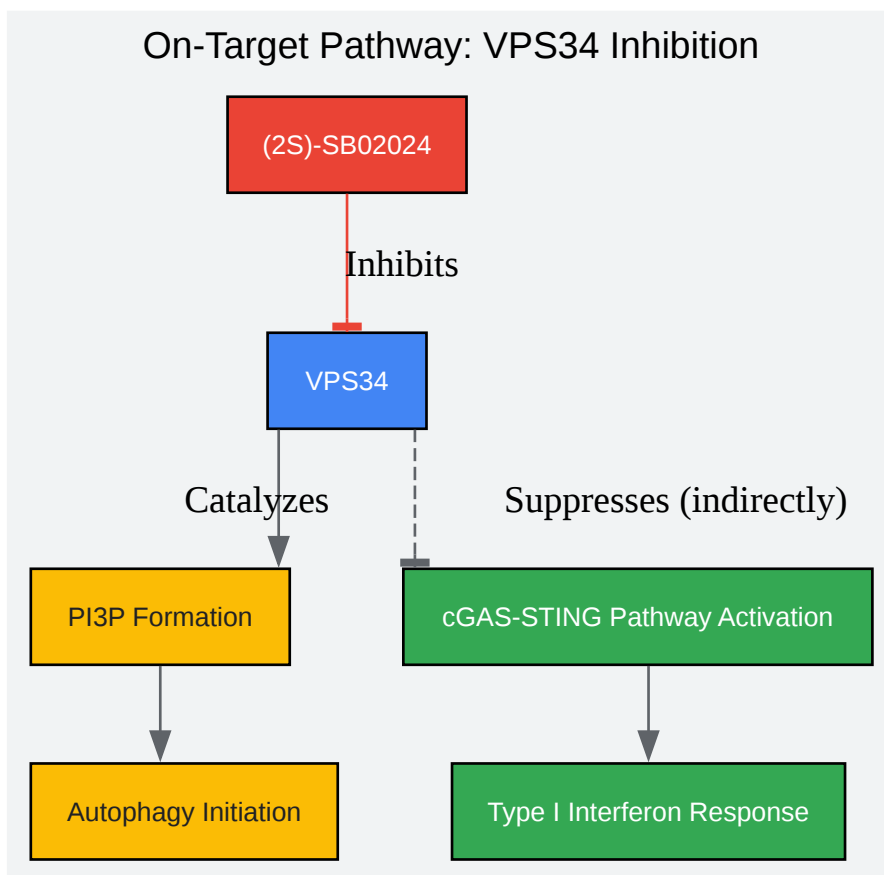 On-Target Pathway: VPS34 Inhibition
(2S)-SB02024
Inhibits
VPS34
Catalyzes
Suppresses (indirectly)
PI3P Formation
cGAS-STING Pathway Activation
Autophagy Initiation
Type I Interferon Response